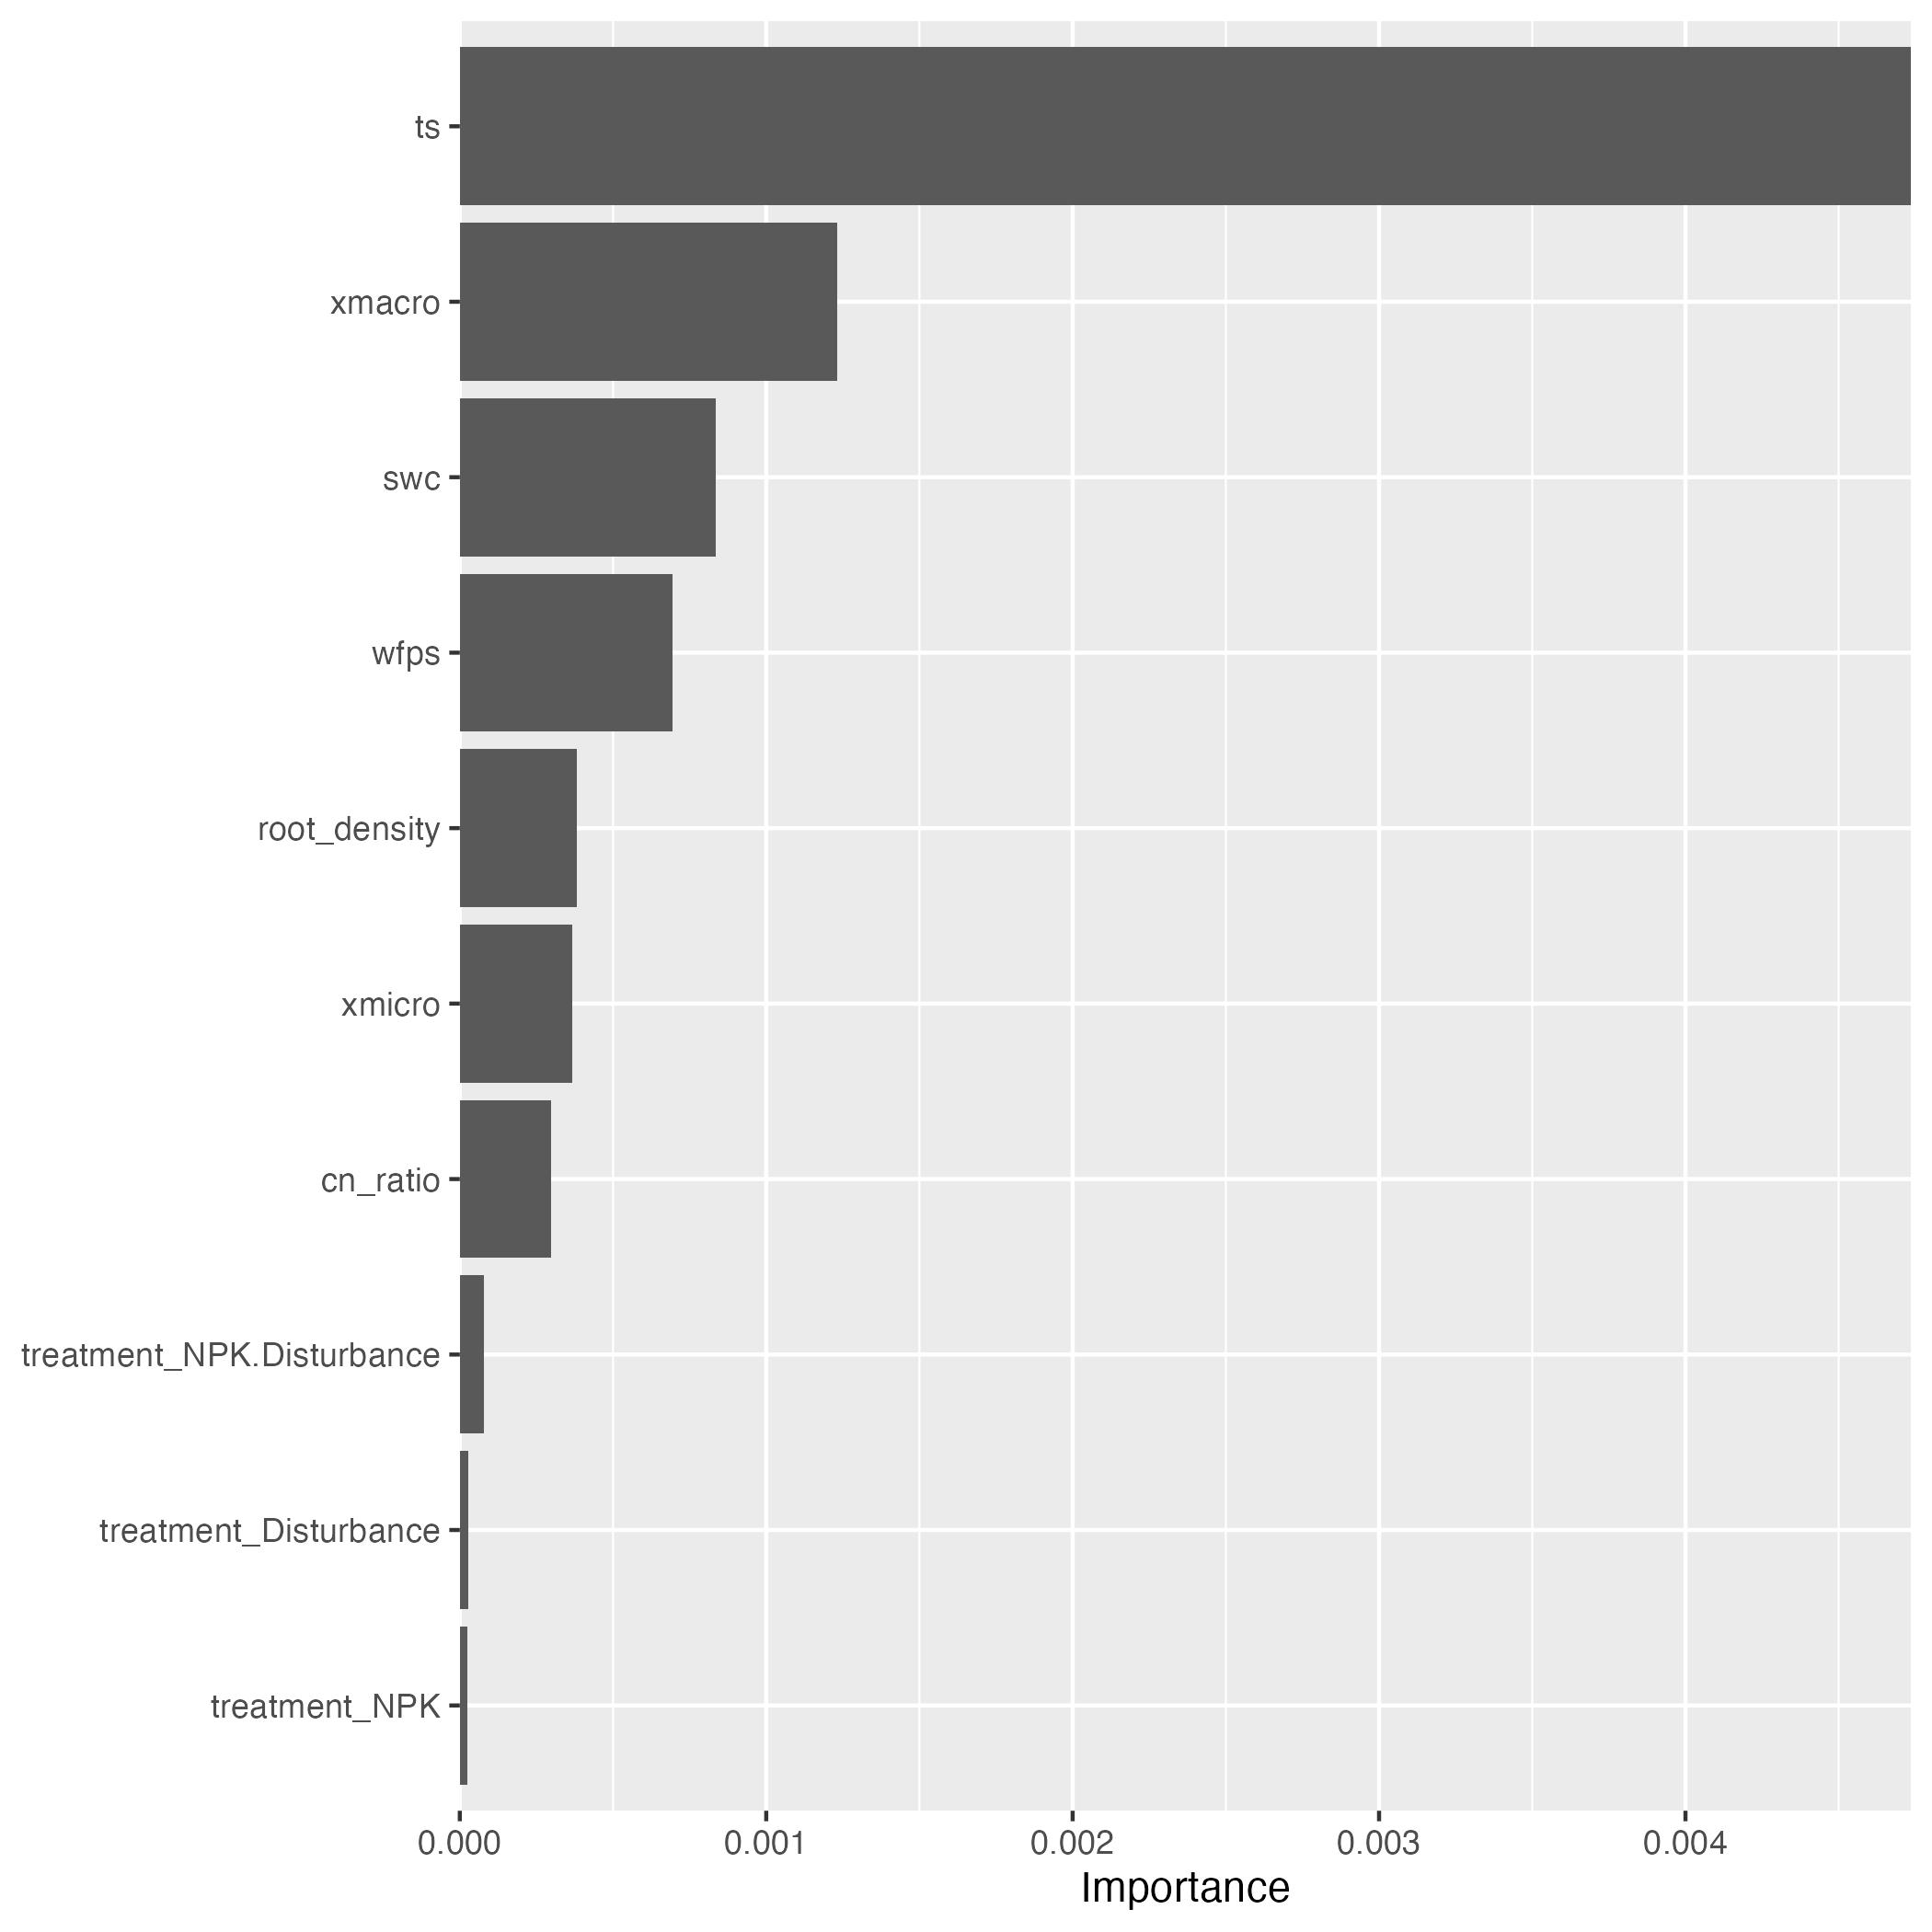 ts
xmacro
swc
wfps
root_density
xmicro
cn_ratio
treatment_NPK.Disturbance
treatment_Disturbance
treatment_NPK
0.000 0.001 0.002 0.003 0.004
Importance